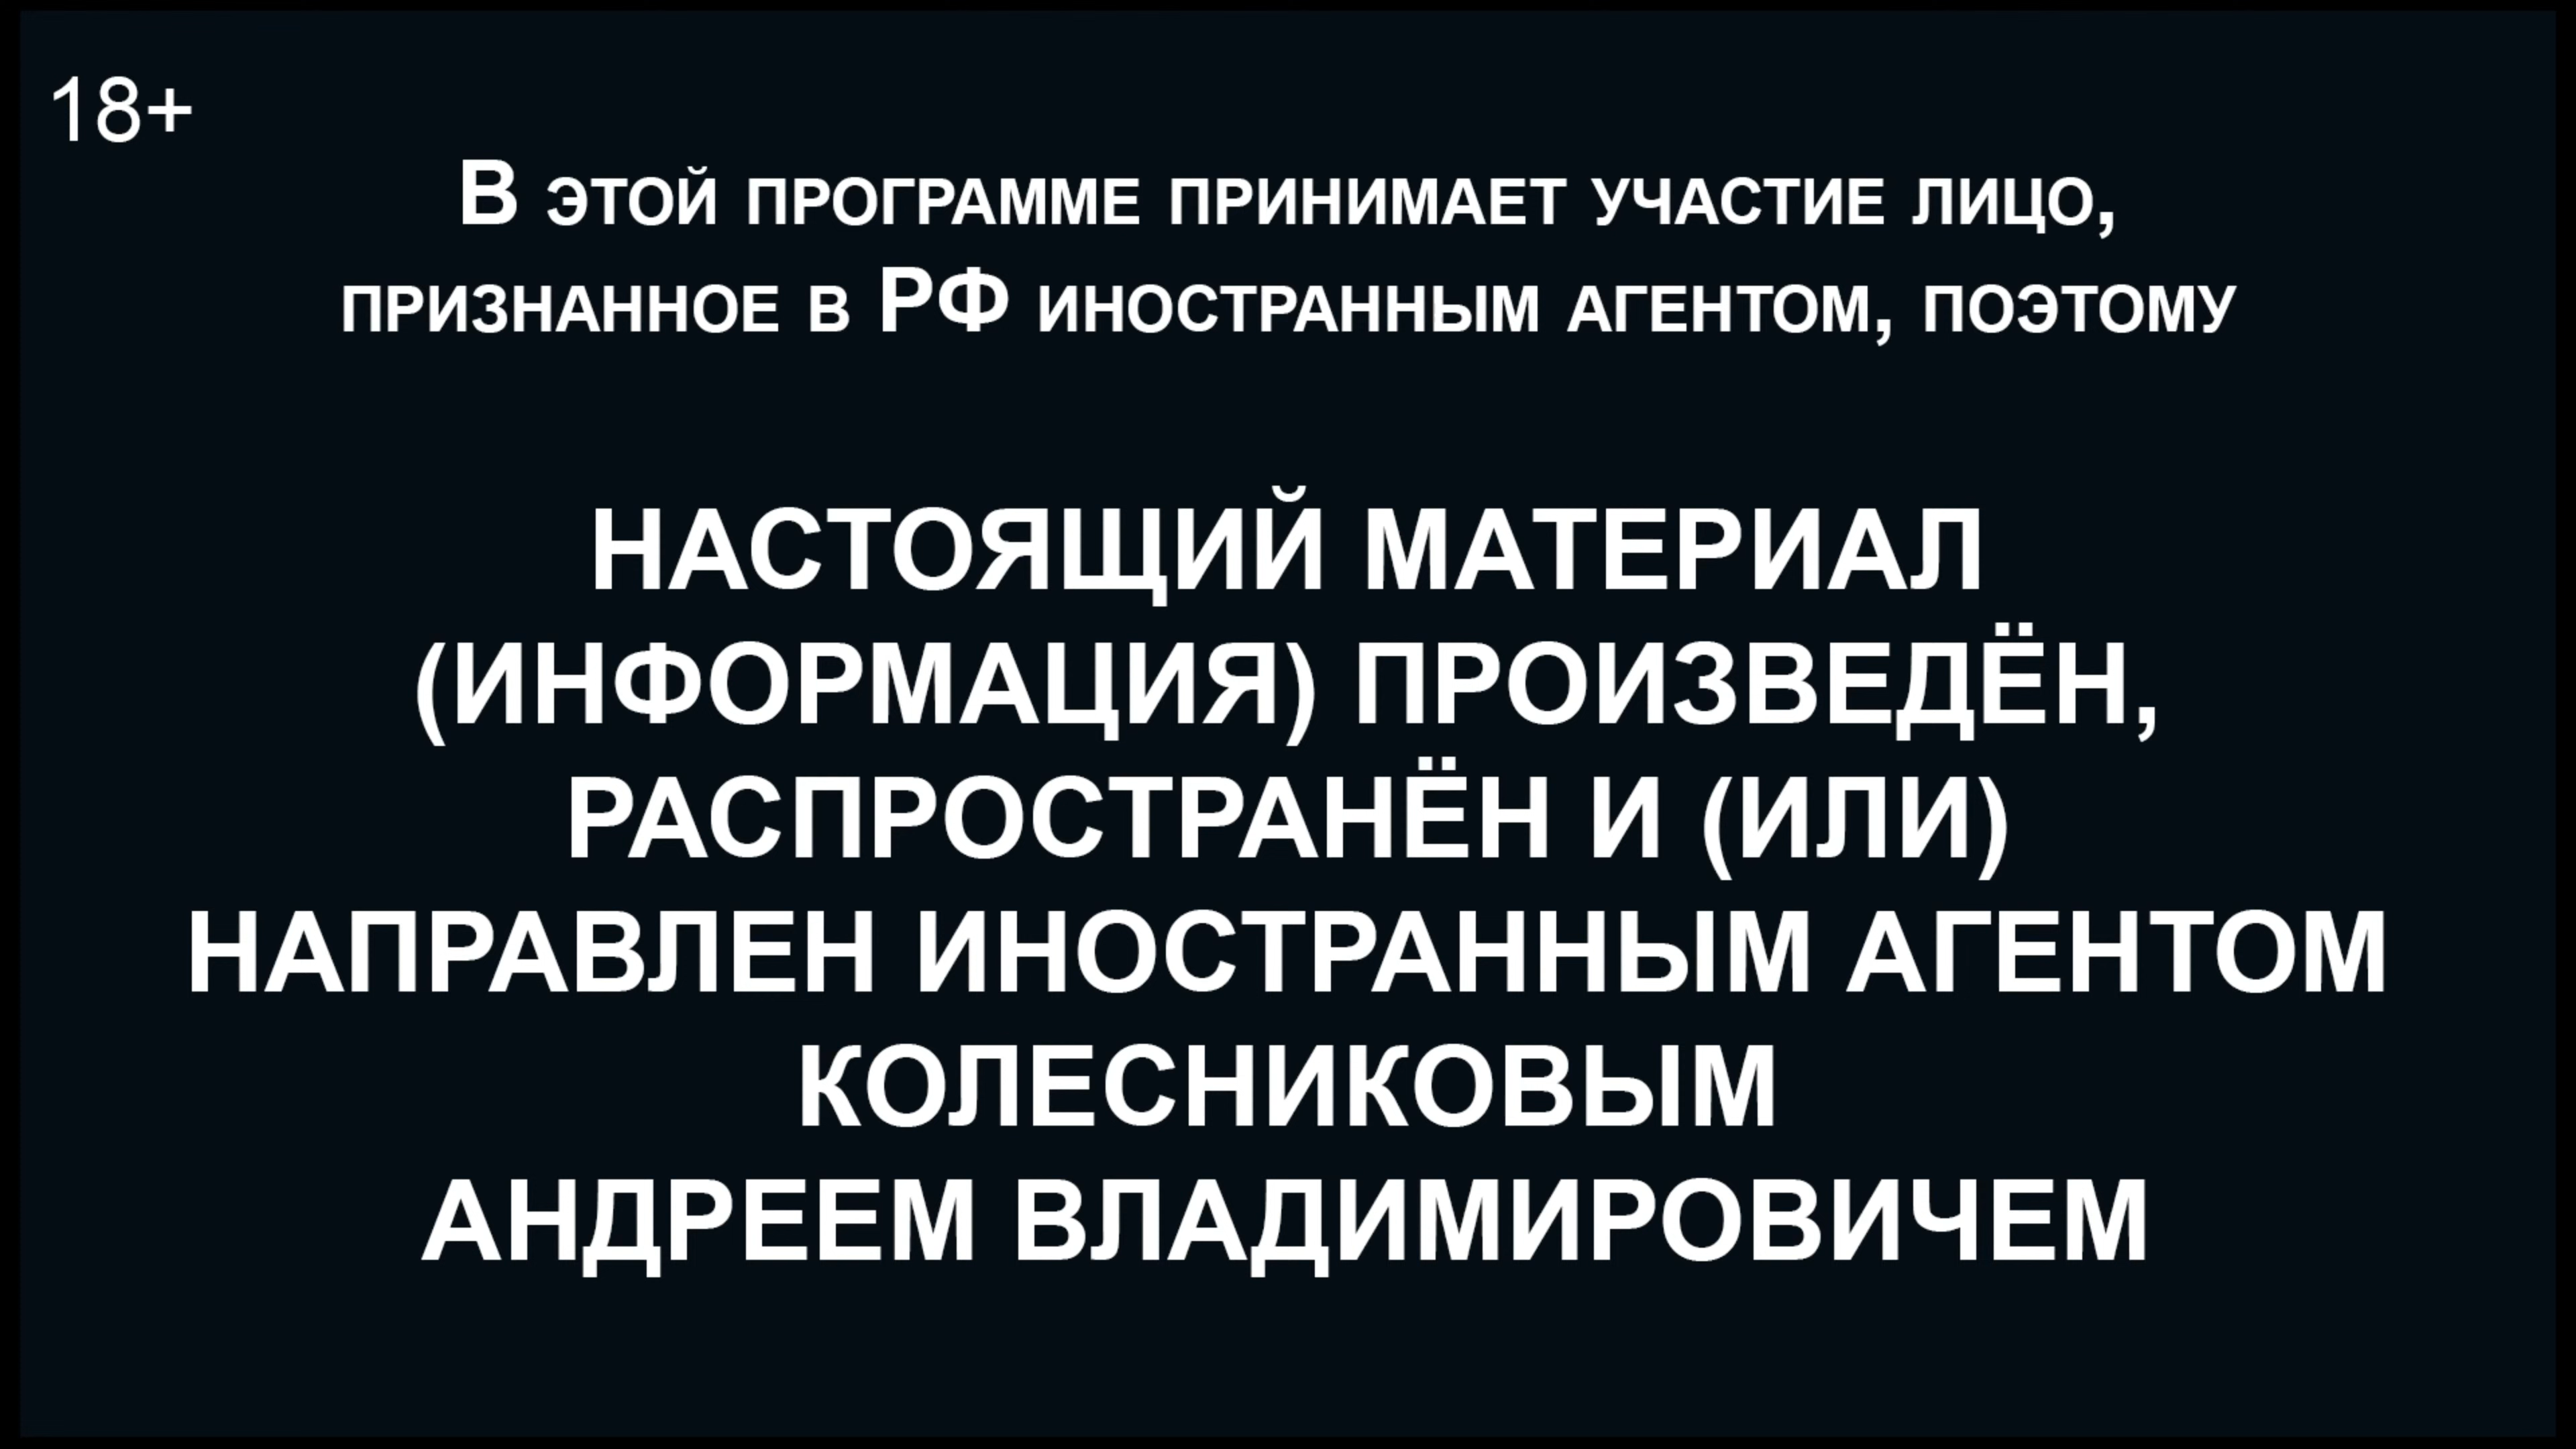 18+
В ЭТОЙ ПРОГРАММЕ ПРИНИМАЕТ УЧАСТИЕ ЛИЦО,
ПРИЗНАННОЕ В РФ ИНОСТРАННЫМ АГЕНТОМ, ПОЭТОМУ
НАСТОЯЩИЙ МАТЕРИАЛ
(ИНФОРМАЦИЯ) ПРОИЗВЕДЁН,
РАСПРОСТРАНЁН И (ИЛИ)
НАПРАВЛЕН ИНОСТРАННЫМ АГЕНТОМ
КОЛЕСНИКОВЫМ
АНДРЕЕМ ВЛАДИМИРОВИЧЕМ